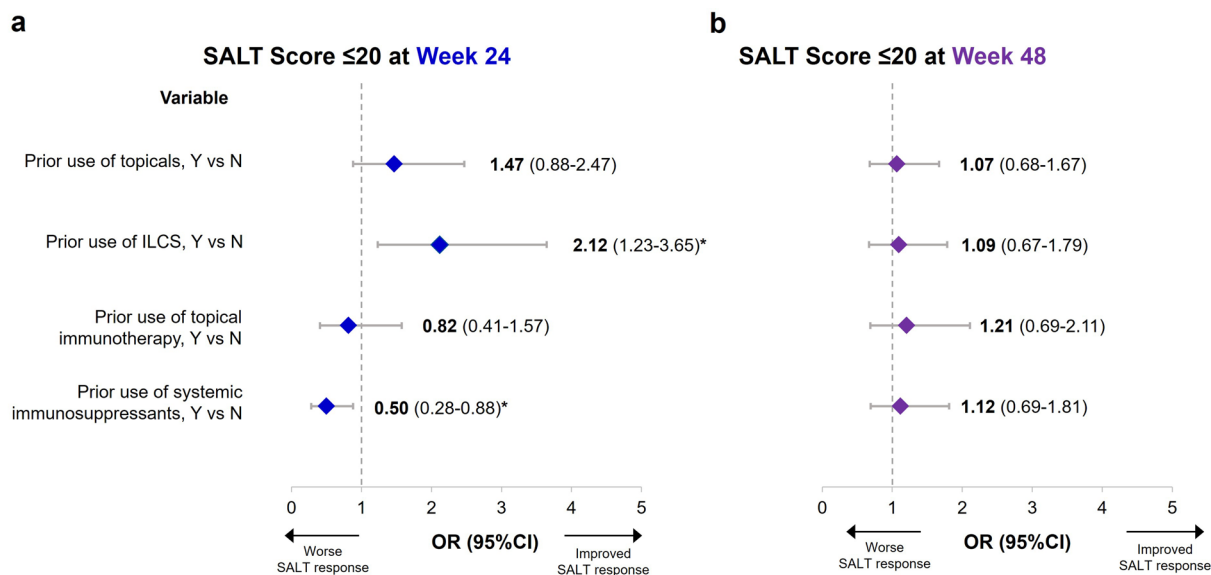 a
SALT Score ≤20 at Week 24
Variable
Prior use of topicals, Y vs N
1.47 (0.88-2.47)
Prior use of ILCS, Y vs N
2.12 (1.23-3.65)*
Prior use of topical
immunotherapy, Y vs N
0.82 (0.41-1.57)
Prior use of systemic
immunosuppressants, Y vs N
0.50 (0.28-0.88)*
0 1 2 3 4 5
Worse
SALT response
OR (95%CI)
Improved
SALT response
b
SALT Score ≤20 at Week 48
1.07 (0.68-1.67)
1.09 (0.67-1.79)
1.21 (0.69-2.11)
1.12 (0.69-1.81)
0 1 2 3 4 5
Worse
SALT response
OR (95%CI)
Improved
SALT response